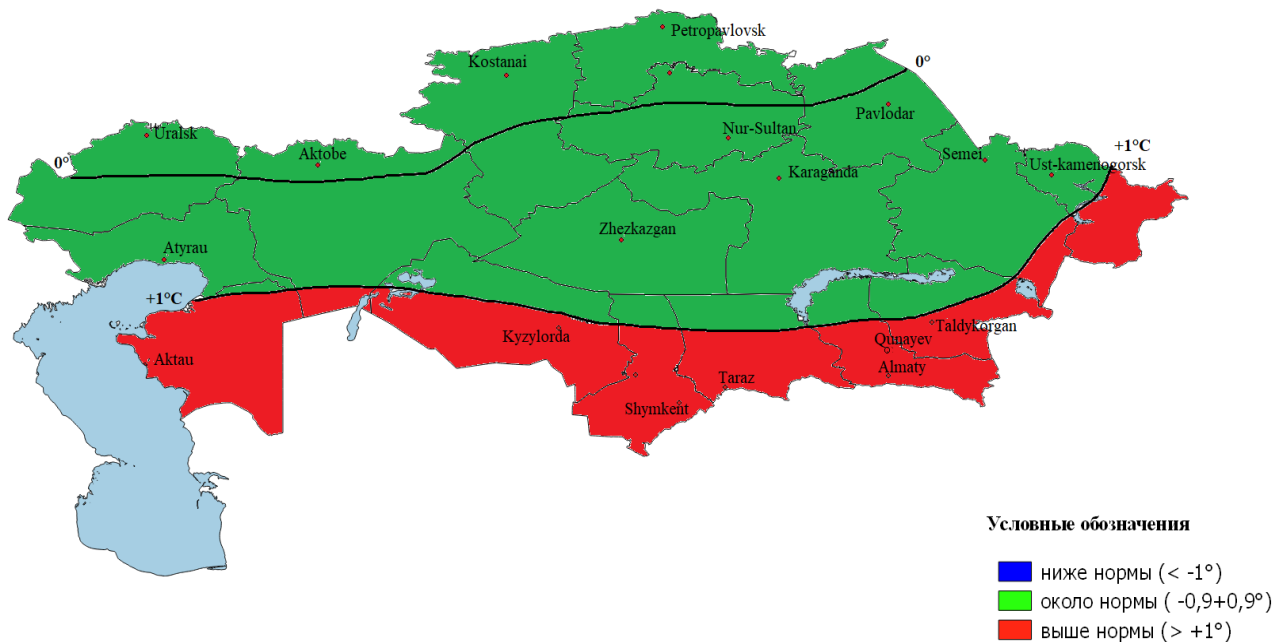 Petropavlovsk
Kostanai
0°
Pavlodar
Uralsk
Nur-Sultan
Aktobe
0°
Semei
+1°C
Ust-kamenogorsk
Karaganda
Zhezkazgan
Atyrau
+1°C
Kyzylorda
Taldykorgan
Qunayev
Aktau
Almaty
Taraz
Shymkent
Условные обозначения
ниже нормы (< -1°)
около нормы ( -0,9+0,9°)
выше нормы (> +1°)